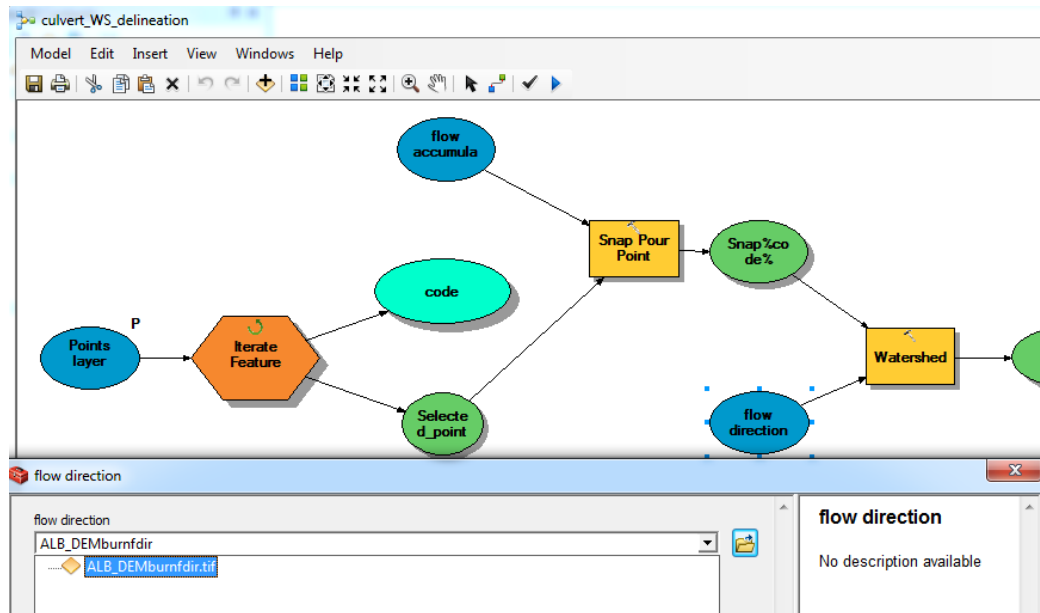 culvert_WS_delineation
Model Edit Insert View Windows Help
flow
accumula
Snap Pour
Point
Snap%co
de%
code
P
Points
layer
Iterate
Feature
Watershed
Selecte
d_point
flow
direction
flow direction
flow direction
ALB_DEMburnfdir
ALB_DEMburnfdir.tif
flow direction
No description available